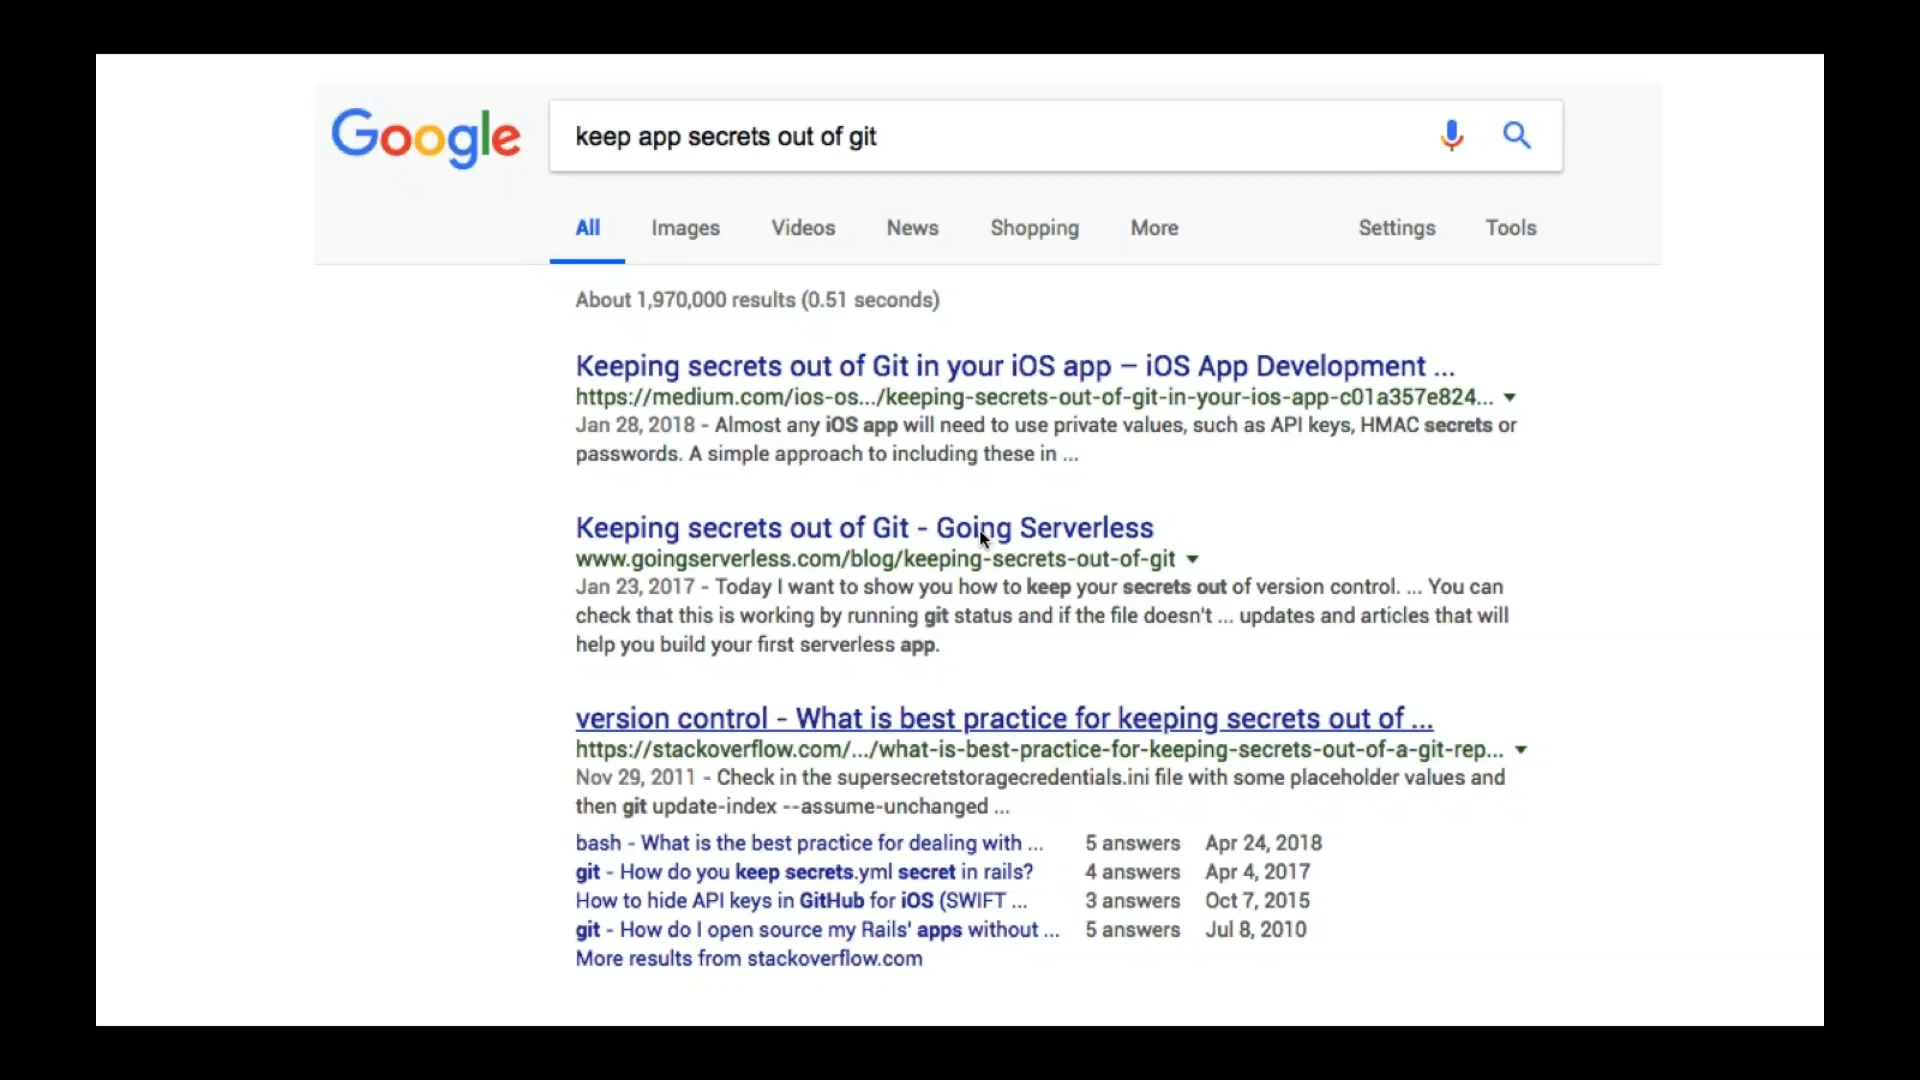 Google
keep app secrets out of git
All Images Videos News Shopping More Settings Tools
About 1,970,000 results (0.51 seconds)
Keeping secrets out of Git in your iOS app – iOS App Development ...
https://medium.com/ios-os.../keeping-secrets-out-of-git-in-your-ios-app-c01a357e824...
Jan 28, 2018 - Almost any iOS app will need to use private values, such as API keys, HMAC secrets or
passwords. A simple approach to including these in ...
Keeping secrets out of Git - Going Serverless
www.goingserverless.com/blog/keeping-secrets-out-of-git
Jan 23, 2017 - Today I want to show you how to keep your secrets out of version control. ... You can
check that this is working by running git status and if the file doesn't ... updates and articles that will
help you build your first serverless app.
version control - What is best practice for keeping secrets out of ...
https://stackoverflow.com/.../what-is-best-practice-for-keeping-secrets-out-of-a-git-rep...
Nov 29, 2011 - Check in the supersecretstoragecredentials.ini file with some placeholder values and
then git update-index --assume-unchanged ...
bash - What is the best practice for dealing with ... 5 answers Apr 24, 2018
git - How do you keep secrets.yml secret in rails? 4 answers Apr 4, 2017
How to hide API keys in GitHub for iOS (SWIFT ... 3 answers Oct 7, 2015
git - How do I open source my Rails' apps without ... 5 answers Jul 8, 2010
More results from stackoverflow.com